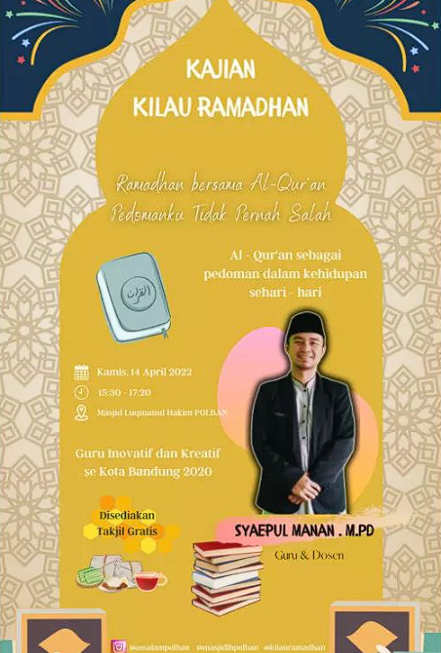 KAJIAN
KILAU RAMADHAN
Ramadhan bersama Al-Qur'an
Pedomanku Tidak Pernah Salah
Al - Qur'an sebagai
pedoman dalam kehidupan
sehari - hari
القرآن
Kamis, 14 April 2022
15:30 - 17:20
Masjid Luqmanul Hakim POLBAN
Guru Inovatif dan Kreatif
se Kota Bandung 2020
Disediakan
Takjil Gratis
SYAEPUL MANAN . M.PD
Guru & Dosen
@assalampolban @masjidlhpolban @kilauramadhan